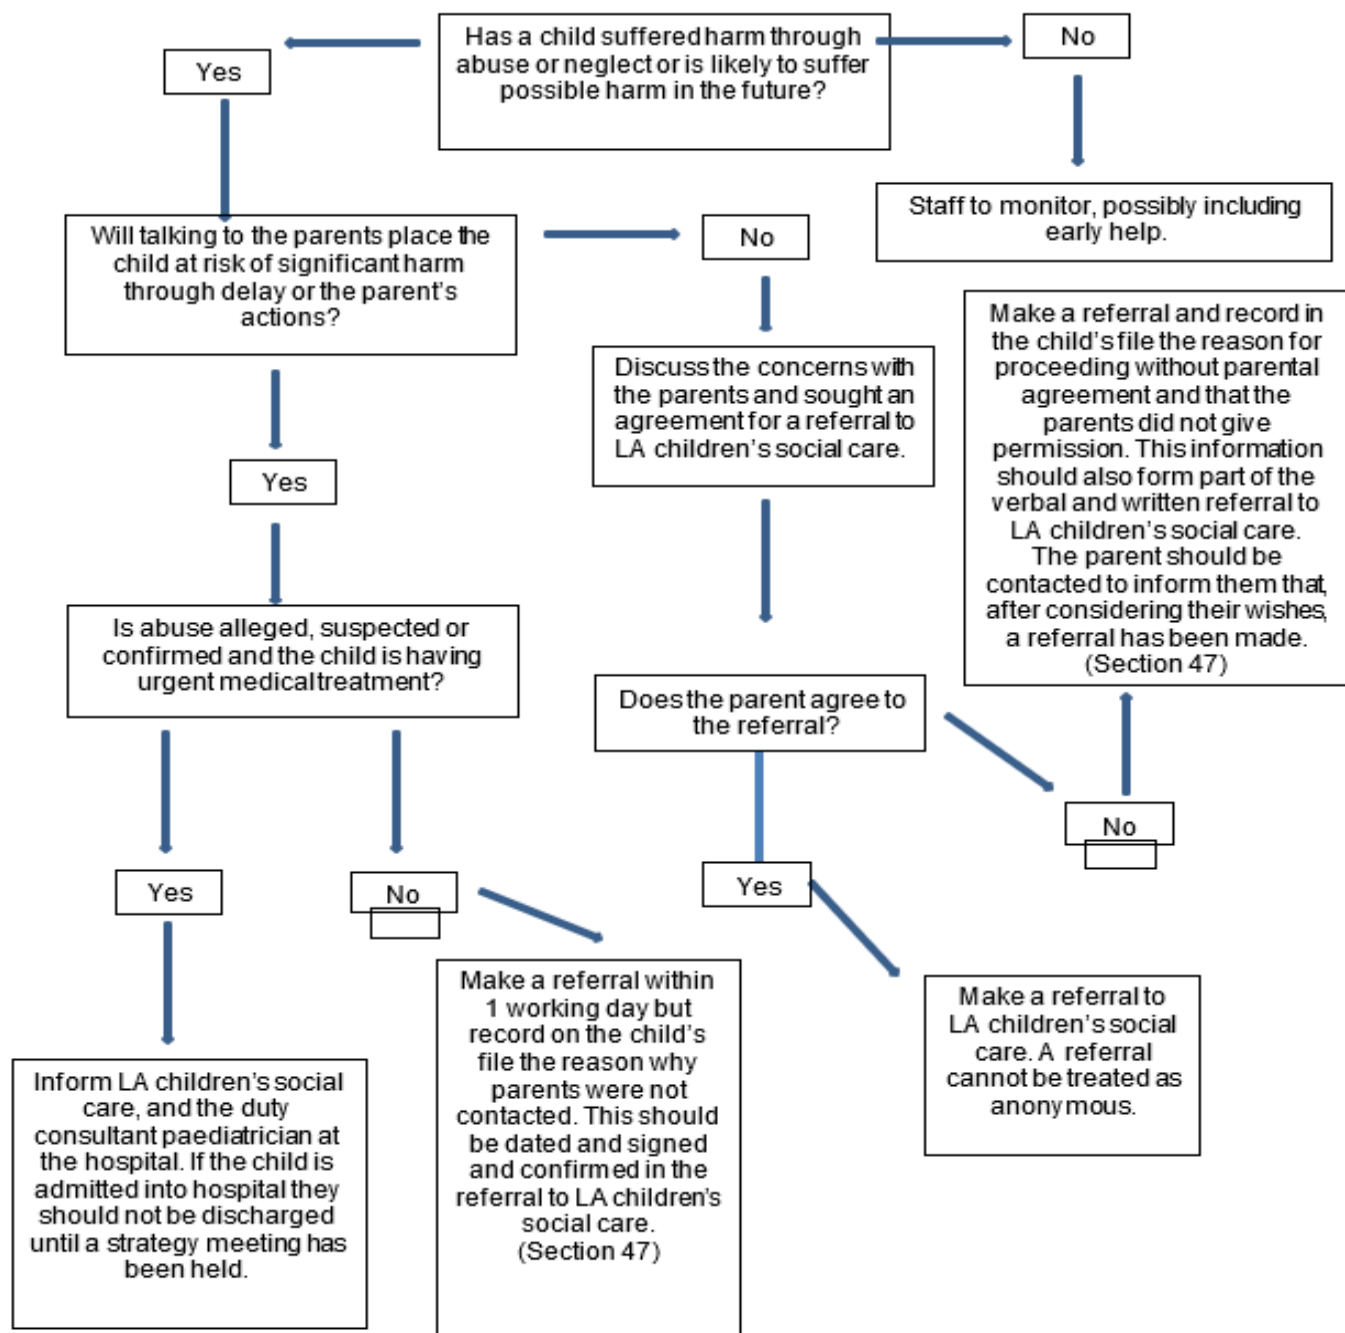 Has a child suffered harm through
abuse or neglect or is likely to suffer
possible harm in the future?
No
Yes
Staff to monitor, possibly including
early help.
Will talking to the parents place the
child at risk of significant harm
through delay or the parent's
actions?
No
Make a referral and record in
the child's file the reason for
proceeding without parental
agreement and that the
parents did not give
permission. This information
should also form part of the
verbal and written referral to
LA children's social care.
The parent should be
contacted to inform them that,
after considering their wishes,
a referral has been made.
(Section 47)
Discuss the concerns with
the parents and sought an
agreement for a referral to
LA children's social care.
Yes
Is abuse alleged, suspected or
confirmed and the child is having
urgent medical treatment?
Does the parent agree to
the referral?
No
Yes
No
Yes
Make a referral within
1 working day but
record on the child's
file the reason why
parents were not
contacted. This should
be dated and signed
and confirmed in the
referral to LA children's
social care.
(Section 47)
Make a referral to
LA children's social
care. A referral
cannot be treated as
anonymous.
Inform LA children's social
care, and the duty
consultant paediatrician at
the hospital. If the child is
admitted into hospital they
should not be discharged
until a strategy meeting has
been held.